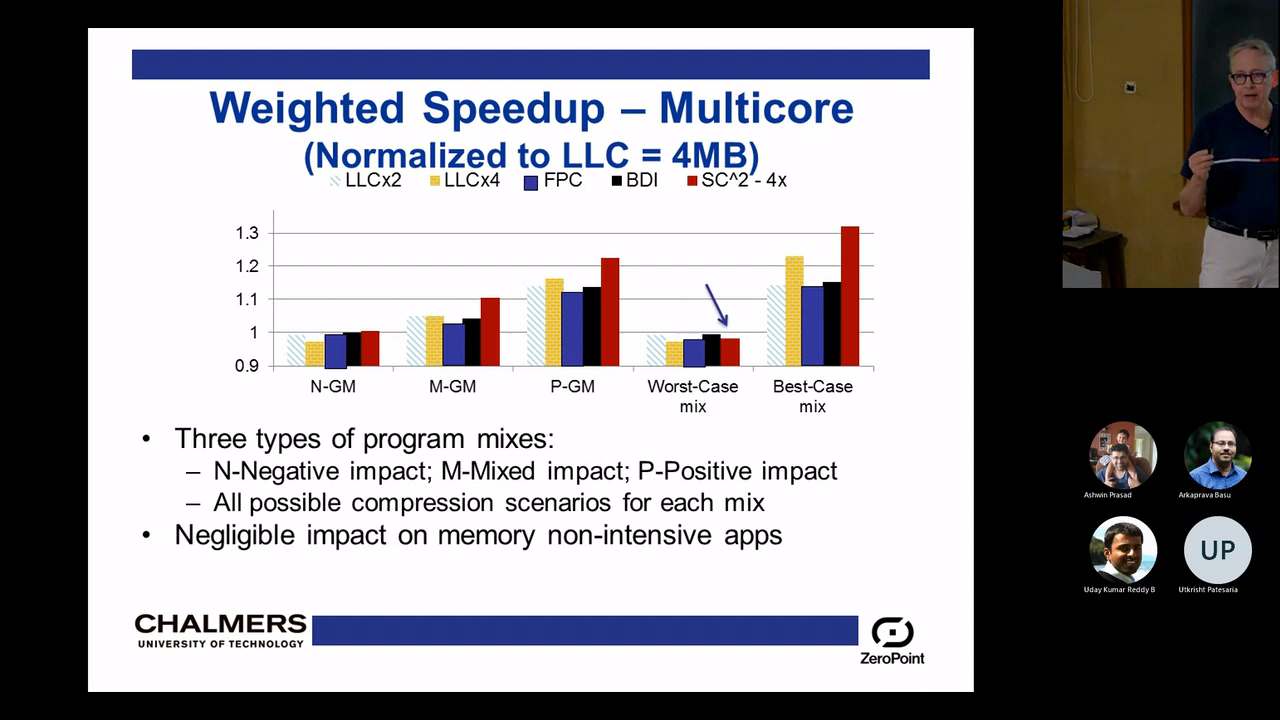 Weighted Speedup – Multicore
(Normalized to LLC = 4MB)
LLCx2 LLCx4 FPC BDI SC^2 - 4x
1.3
1.2
1.1
1
0.9
N-GM M-GM P-GM Worst-Case mix Best-Case mix
• Three types of program mixes:
– N-Negative impact; M-Mixed impact; P-Positive impact
– All possible compression scenarios for each mix
• Negligible impact on memory non-intensive apps
CHALMERS
UNIVERSITY OF TECHNOLOGY
ZeroPoint
Ashwin Prasad
Arkaprava Basu
UP
Uday Kumar Reddy B
Utkrisht Patesaria